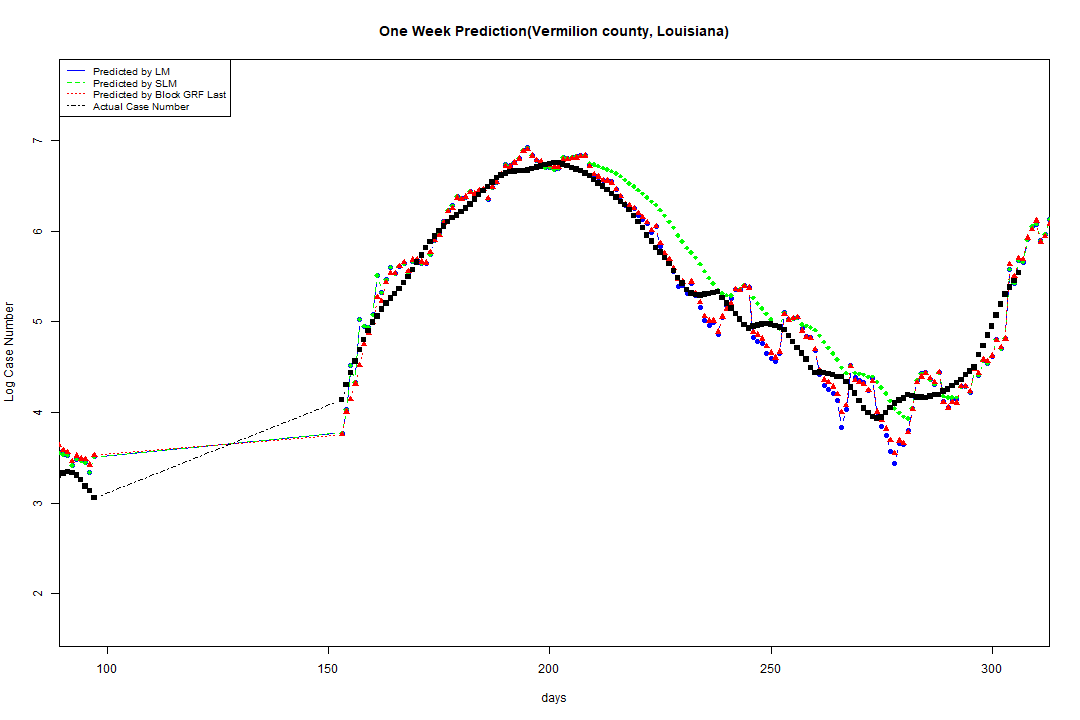 One Week Prediction(Vermilion county, Louisiana)
Predicted by LM
Predicted by SLM
Predicted by Block GRF Last
Actual Case Number
7
6
5
4
3
2
Log Case Number
100 150 200 250 300
days